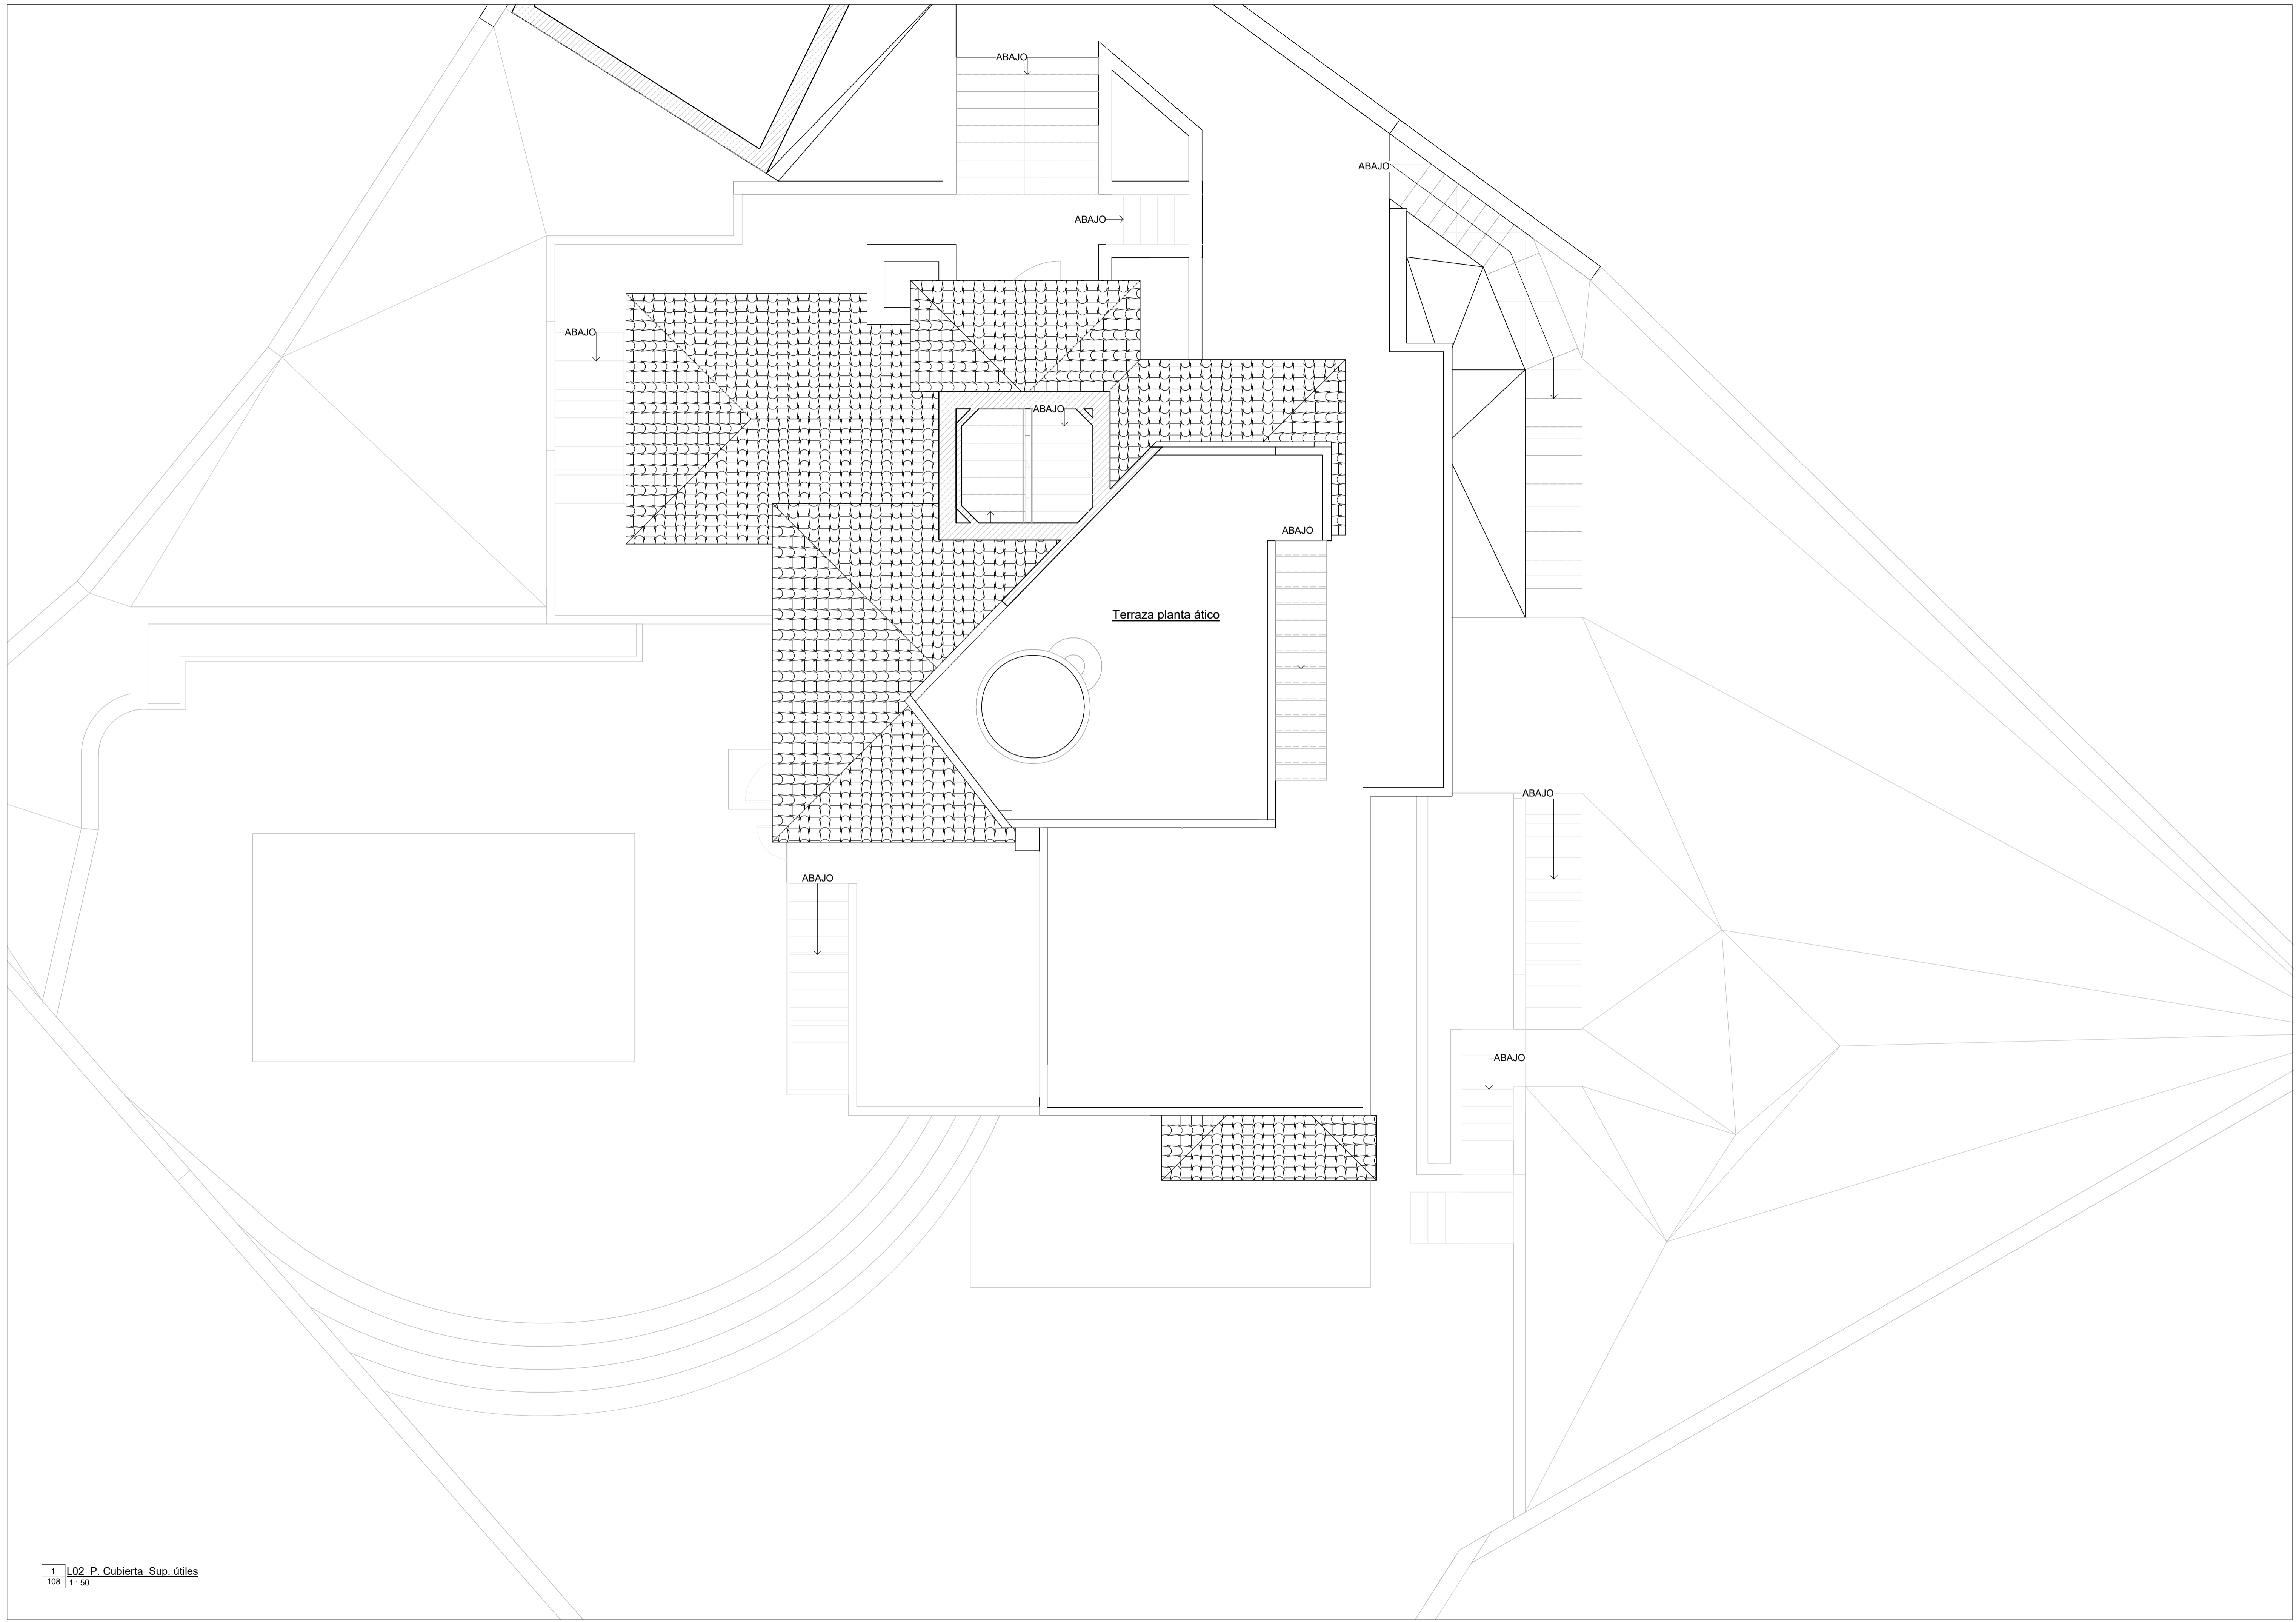 ABAJO
ABAJO
ABAJO
ABAJO
ABAJO
ABAJO
Terraza planta ático
ABAJO
ABAJO
ABAJO
1
108
L02_P. Cubierta_Sup. útiles
1 : 50